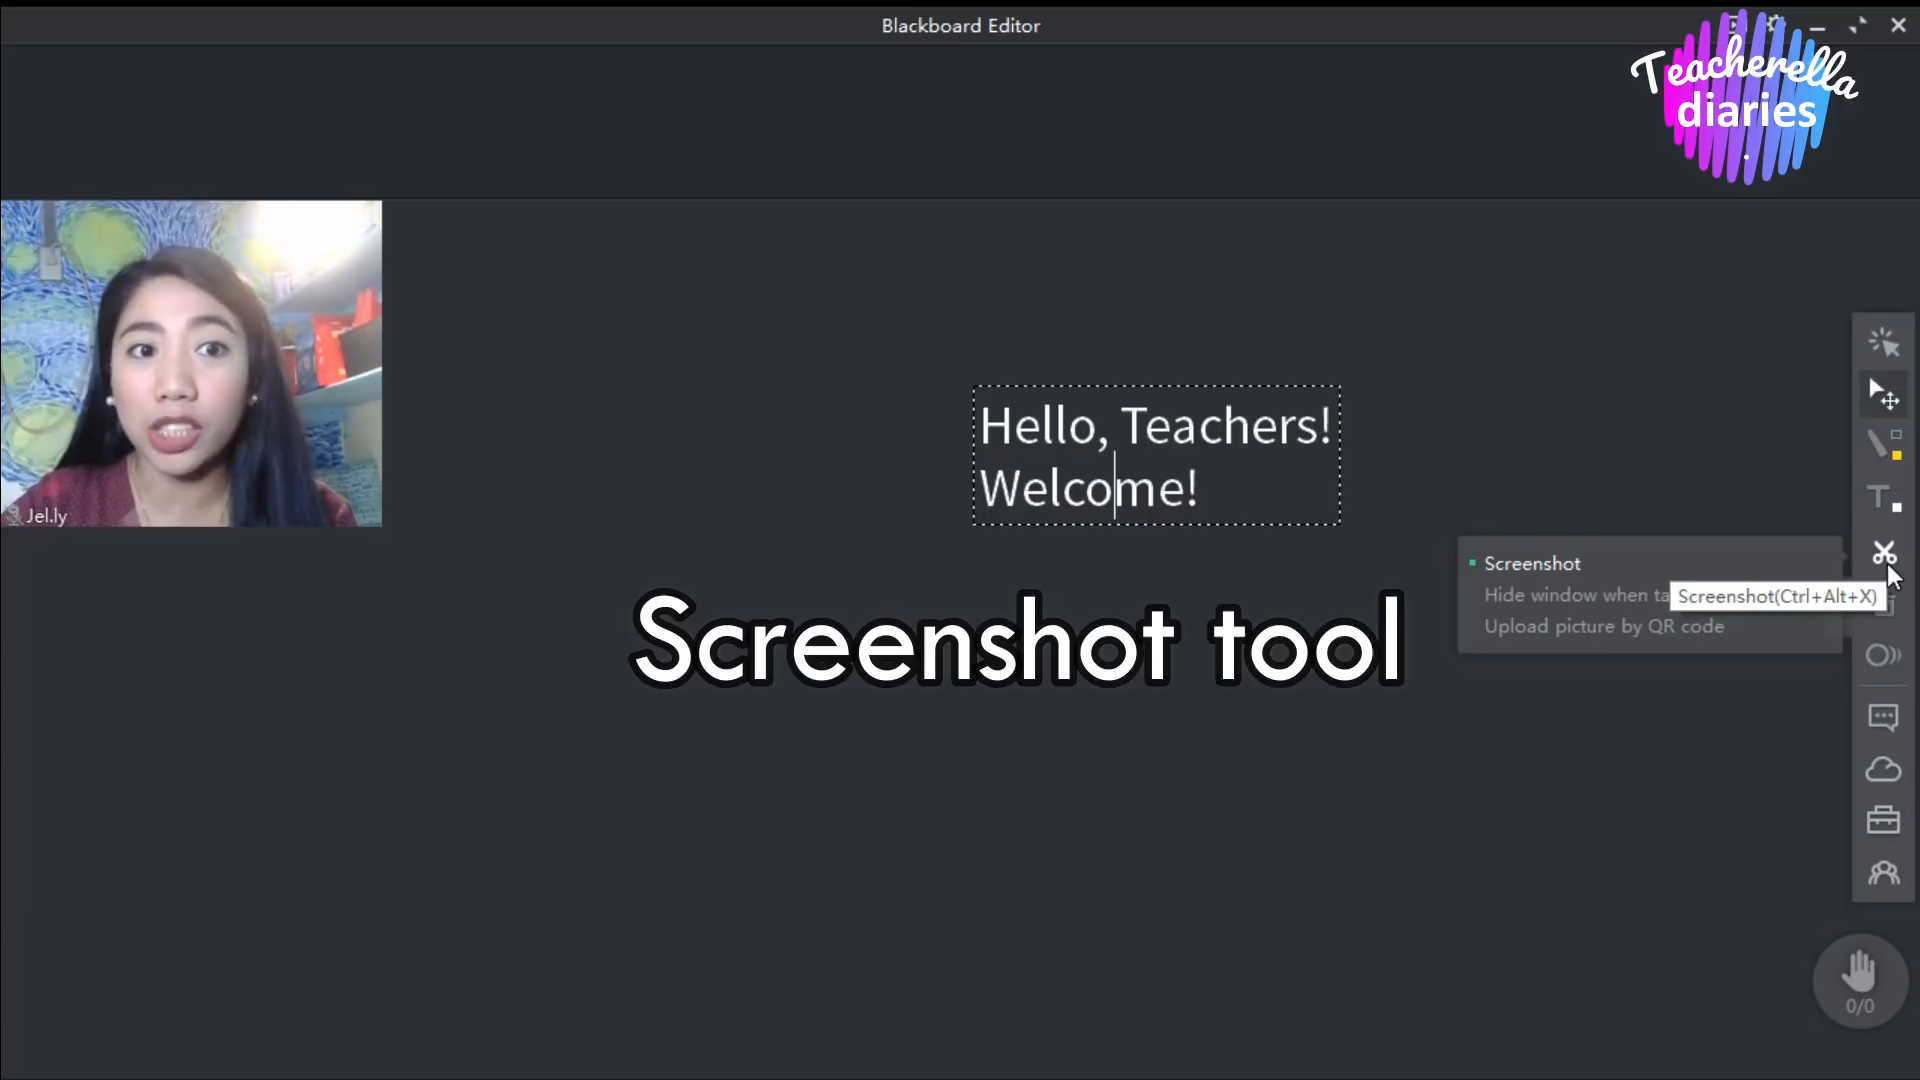 Blackboard Editor
Teacherella
diaries
Jel.ly
Hello, Teachers!
Welcome!
Screenshot
Hide window when ta
Screenshot(Ctrl+Alt+X)
Upload picture by QR code
Screenshot tool
0/0